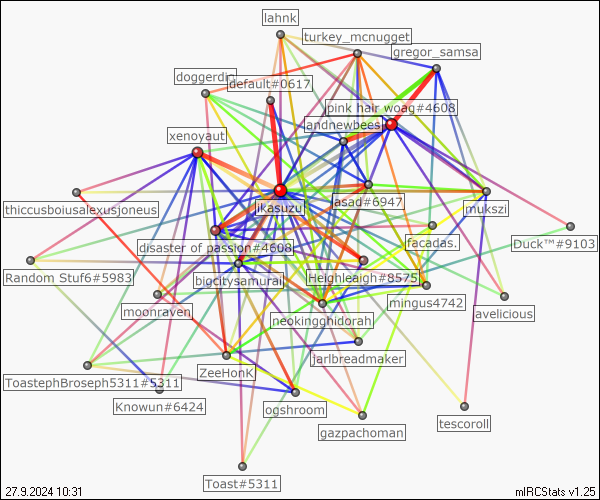 lahnk
turkey_mcnugget
gregor_samsa
doggerdi
default#0617
pink hair woag#4608
andnewbees
xenoyaut
iKasuzu
asad#6947
mukszi
thiccusboiusalexusjoneus
disaster of passion#4608
facadas.
Duck™#9103
Random Stuf6#5983
bigcitysamurai
Heighleaigh#8575
moonraven
neokingghidorah
mingus4742
avelicious
jarlbreadmaker
ToastephBroseph5311#5311
ZeeHonK
Knowun#6424
ogshroom
gazpachoman
tescoroll
Toast#5311
27.9.2024 10:31
mIRCStats v1.25